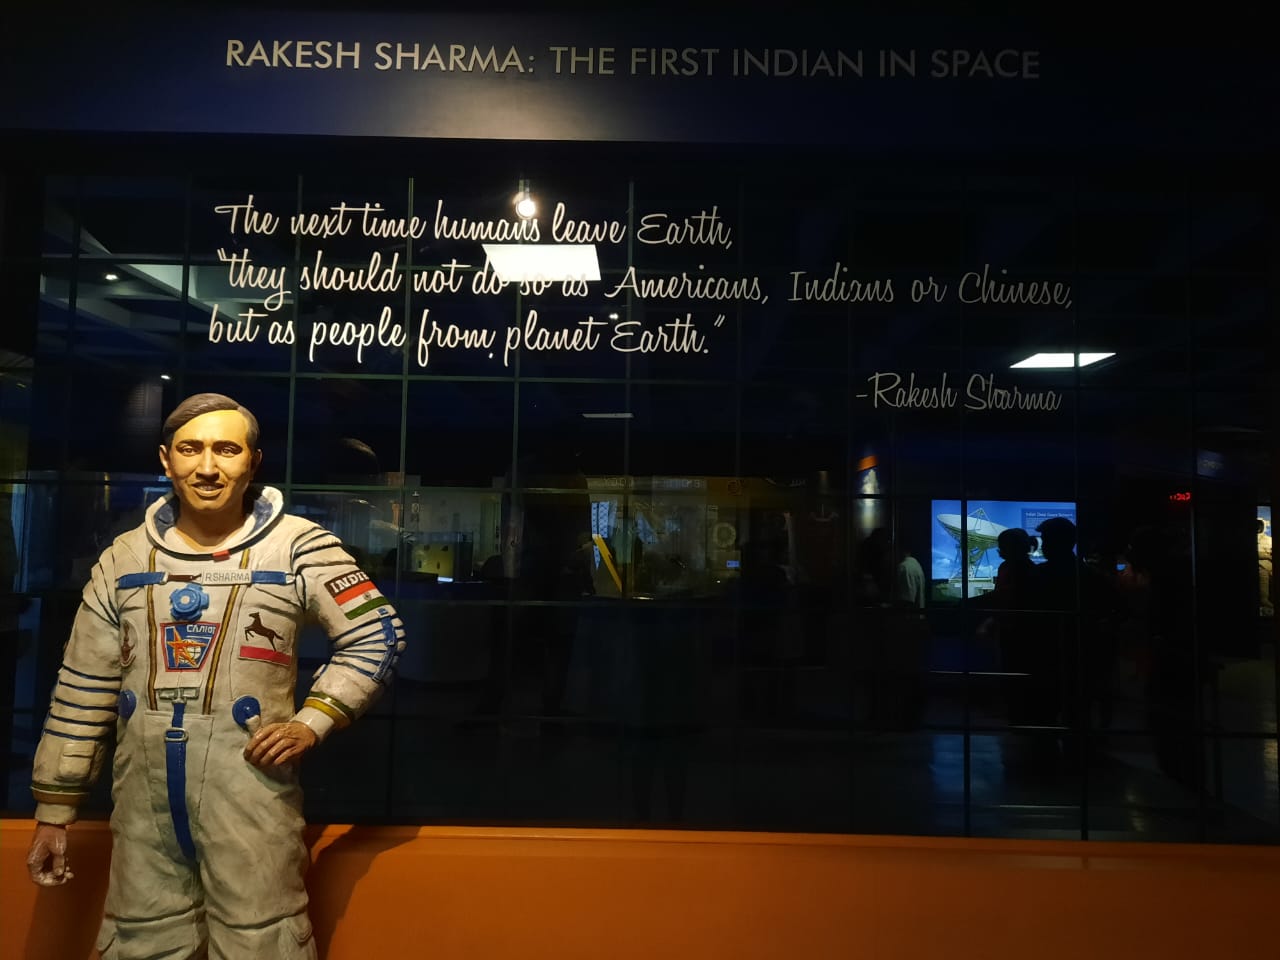 RAKESH SHARMA: THE FIRST INDIAN IN SPACE
The next time humans leave Earth,
“they should not do so as Americans, Indians or Chinese,
but as people from planet Earth.”
-Rakesh Sharma
R.SHARMA
INDIA
САЛЮТ